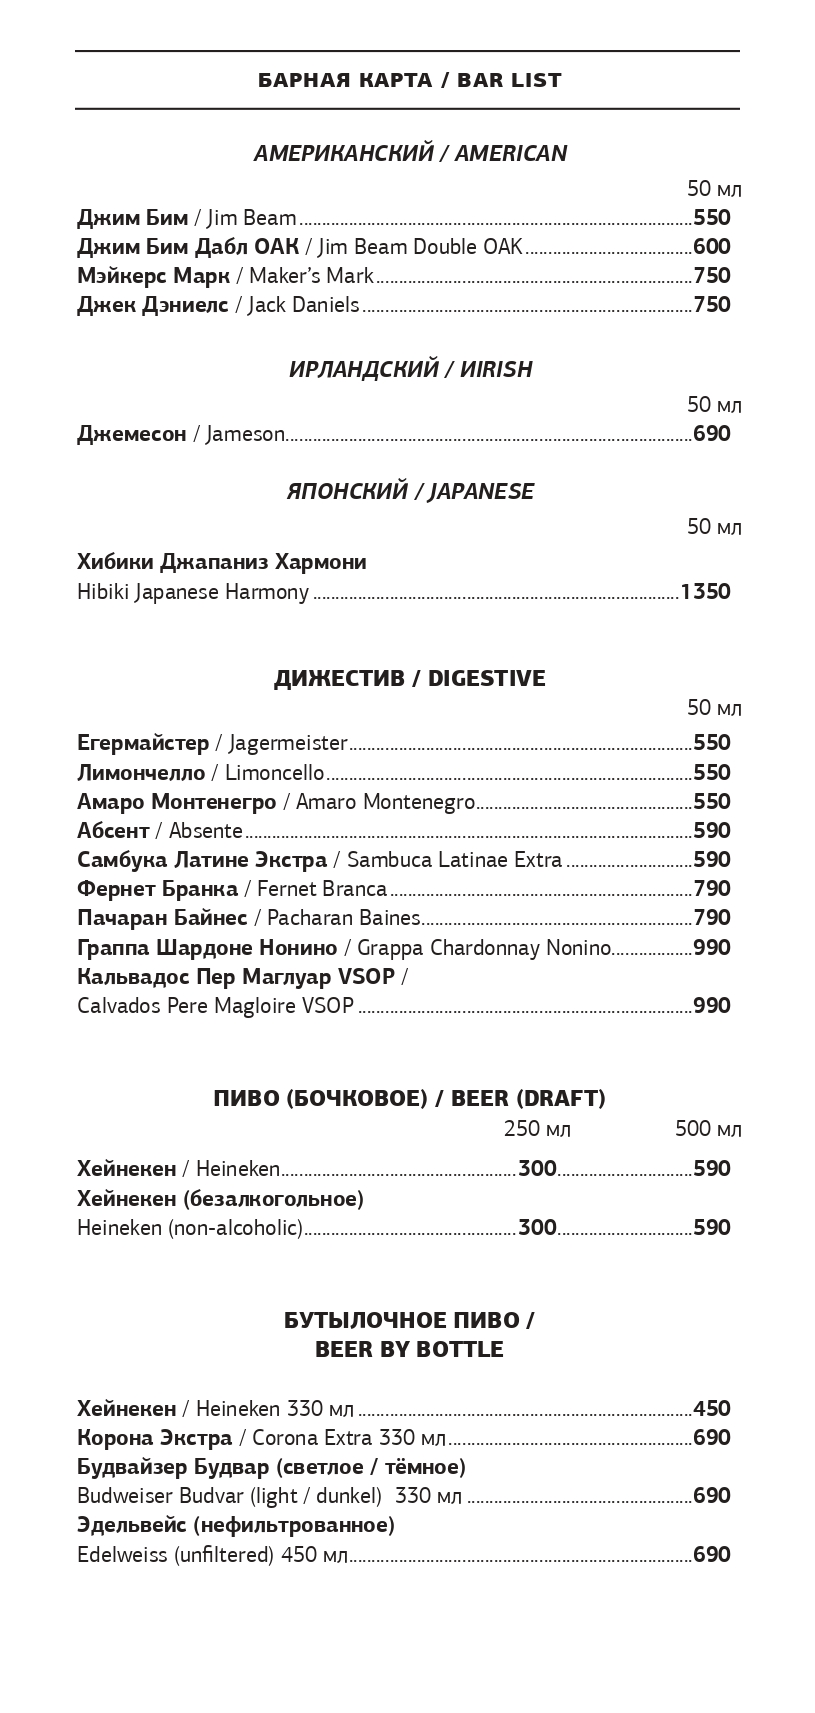 БАРНАЯ КАРТА / BAR LIST
АМЕРИКАНСКИЙ / AMERICAN
50 мл
Джим Бим / Jim Beam 550
Джим Бим Дабл ОАК / Jim Beam Double OAK 600
Мэйкерс Марк / Maker’s Mark 750
Джек Дэниелс / Jack Daniels 750
ИРЛАНДСКИЙ / ИIRISH
50 мл
Джемесон / Jameson 690
ЯПОНСКИЙ / JAPANESE
50 мл
Хибики Джапаниз Хармони
Hibiki Japanese Harmony 1350
ДИЖЕСТИВ / DIGESTIVE
50 мл
Егермайстер / Jagermeister 550
Лимончелло / Limoncello 550
Амаро Монтенегро / Amaro Montenegro 550
Абсент / Absente 590
Самбука Латине Экстра / Sambuca Latinae Extra 590
Фернет Бранка / Fernet Branca 790
Пачаран Байнес / Pacharan Baines 790
Граппа Шардоне Нонино / Grappa Chardonnay Nonino 990
Кальвадос Пер Маглуар VSOP /
Calvados Pere Magloire VSOP 990
ПИВО (БОЧКОВОЕ) / BEER (DRAFT)
250 мл 500 мл
Хейнекен / Heineken 300 590
Хейнекен (безалкогольное)
Heineken (non-alcoholic) 300 590
БУТЫЛОЧНОЕ ПИВО /
BEER BY BOTTLE
Хейнекен / Heineken 330 мл 450
Корона Экстра / Corona Extra 330 мл 690
Будвайзер Будвар (светлое / тёмное)
Budweiser Budvar (light / dunkel) 330 мл 690
Эдельвейс (нефильтрованное)
Edelweiss (unfiltered) 450 мл 690